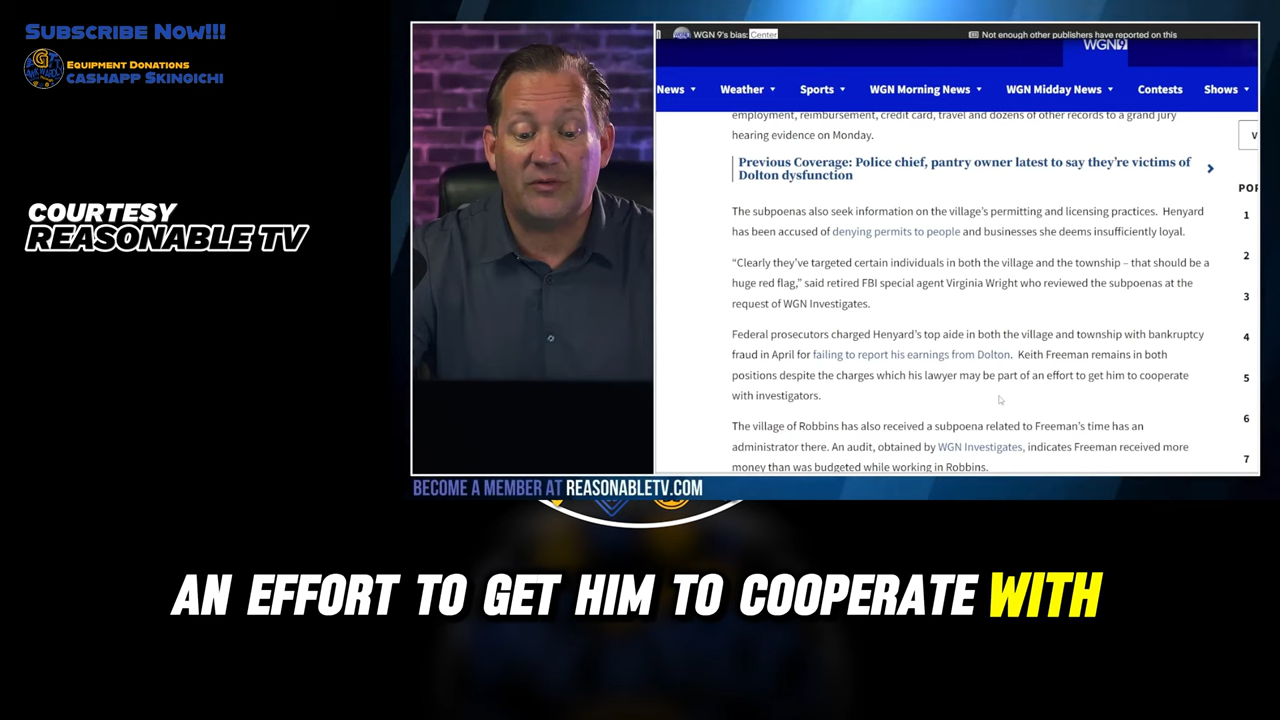 Subscribe Now!!!
Equipment Donations
CASHAPP SKINOICHI
COURTESY
REASONABLE TV
WGN 9's bias: Center
Not enough other publishers have reported on this
WGN9
News
Weather
Sports
WGN Morning News
WGN Midday News
Contests
Shows
employment, reimbursement, credit card, travel and dozens of other records to a grand jury
hearing evidence on Monday.
Previous Coverage: Police chief, pantry owner latest to say they're victims of
Dolton dysfunction
The subpoenas also seek information on the village's permitting and licensing practices. Henyard
has been accused of denying permits to people and businesses she deems insufficiently loyal.
“Clearly they've targeted certain individuals in both the village and the township – that should be a
huge red flag,” said retired FBI special agent Virginia Wright who reviewed the subpoenas at the
request of WGN Investigates.
Federal prosecutors charged Henyard's top aide in both the village and township with bankruptcy
fraud in April for failing to report his earnings from Dolton. Keith Freeman remains in both
positions despite the charges which his lawyer may be part of an effort to get him to cooperate
with investigators.
The village of Robbins has also received a subpoena related to Freeman's time has an
administrator there. An audit, obtained by WGN Investigates, indicates Freeman received more
money than was budgeted while working in Robbins.
V
POP
1
2
3
4
5
6
7
BECOME A MEMBER AT REASONABLETV.COM
AN EFFORT TO GET HIM TO COOPERATE WITH